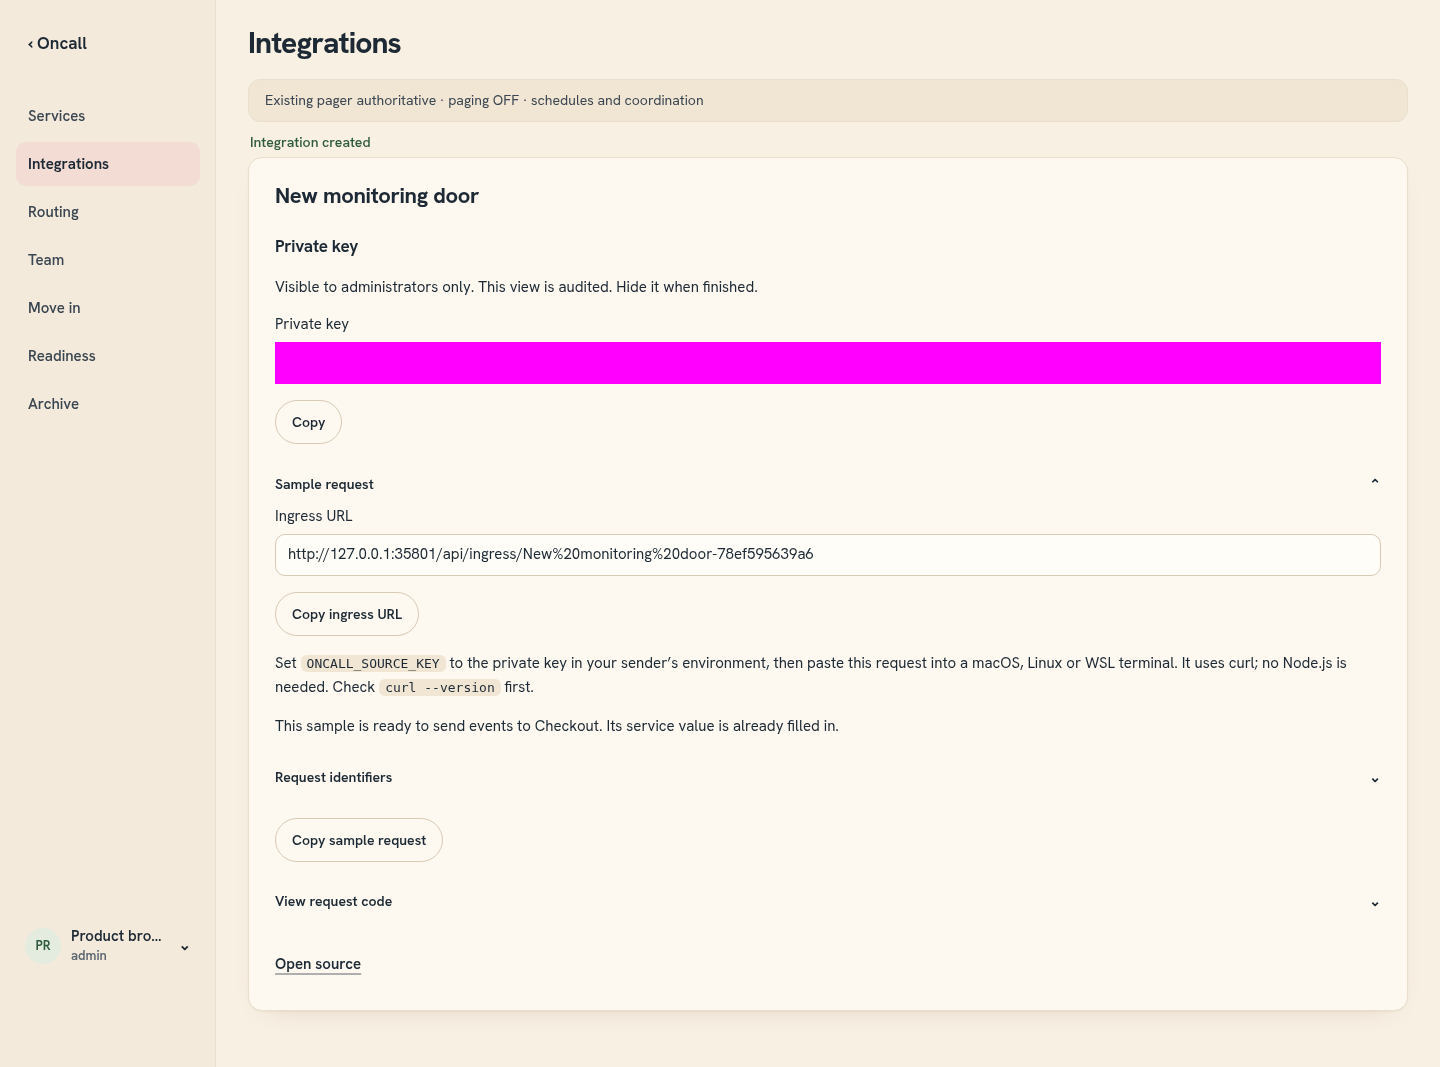 ‹ Oncall
Services
Integrations
Routing
Team
Move in
Readiness
Archive
PR
Product bro...
admin
Integrations
Existing pager authoritative · paging OFF · schedules and coordination
Integration created
New monitoring door
Private key
Visible to administrators only. This view is audited. Hide it when finished.
Private key
Copy
Sample request
Ingress URL
http://127.0.0.1:35801/api/ingress/New%20monitoring%20door-78ef595639a6
Copy ingress URL
Set ONCALL_SOURCE_KEY to the private key in your sender’s environment, then paste this request into a macOS, Linux or WSL terminal. It uses curl; no Node.js is
needed. Check curl --version first.
This sample is ready to send events to Checkout. Its service value is already filled in.
Request identifiers
Copy sample request
View request code
Open source